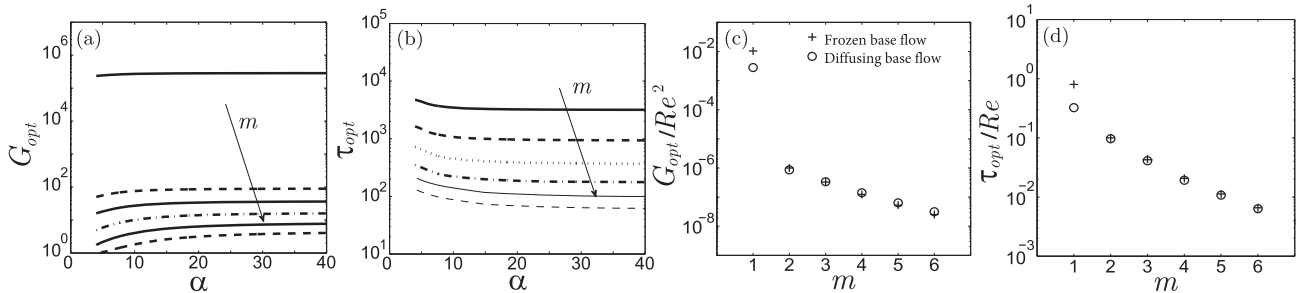 (a)
10^6
10^4
10^2
10^0
G_opt
m
0 10 20 30 40
α
(b)
10^5
10^4
10^3
10^2
10^1
τ_opt
m
0 10 20 30 40
α
(c)
+ Frozen base flow
○ Diffusing base flow
10^-2
10^-4
10^-6
10^-8
G_opt/Re^2
1 2 3 4 5 6
m
(d)
10^1
10^0
10^-1
10^-2
10^-3
τ_opt/Re
1 2 3 4 5 6
m